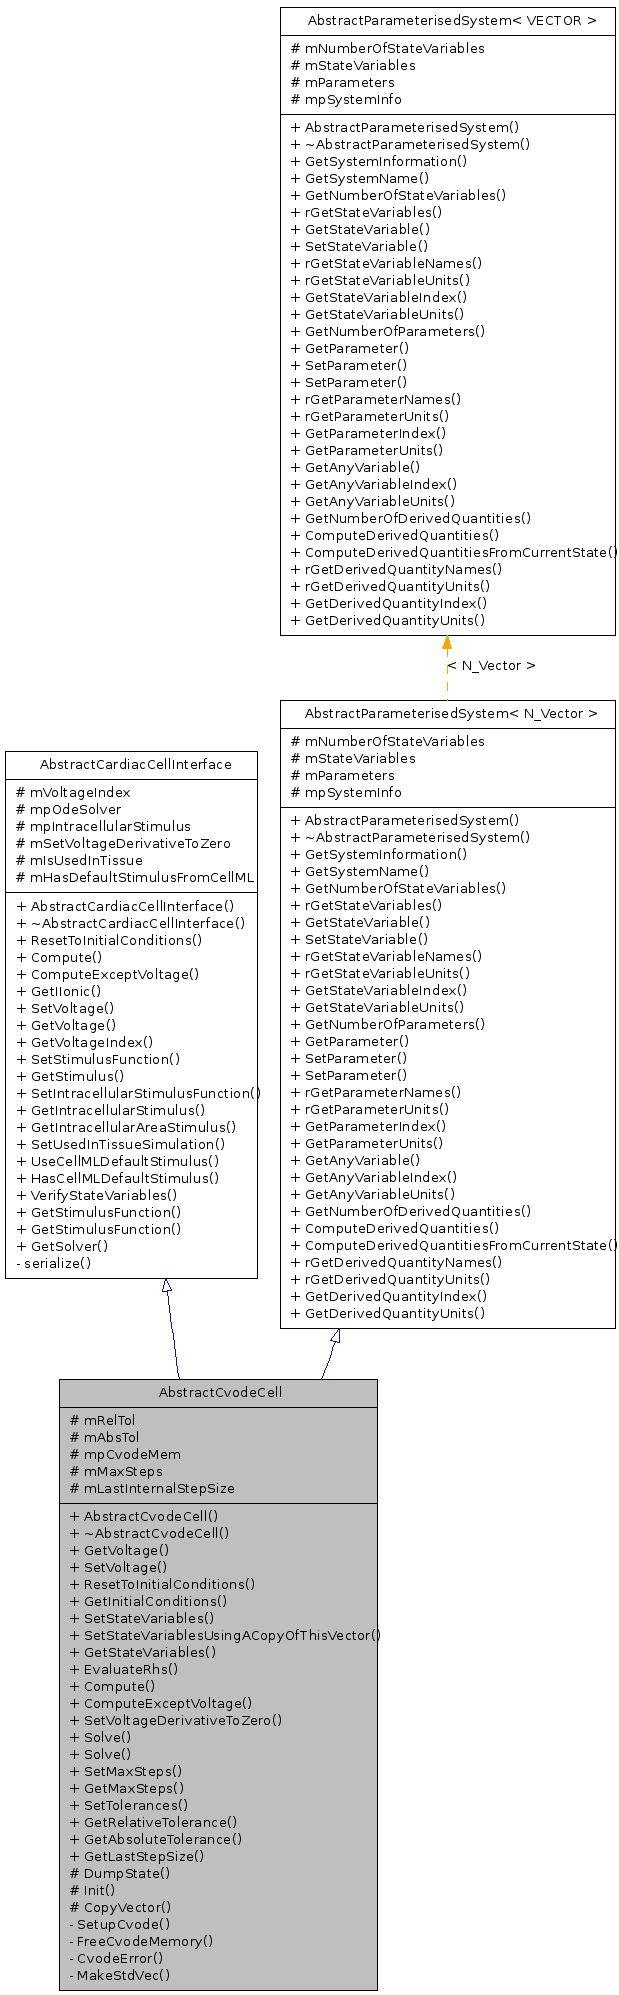 AbstractParameterisedSystem< VECTOR >
# mNumberOfStateVariables
# mStateVariables
# mParameters
# mpSystemInfo
+ AbstractParameterisedSystem()
+ ~AbstractParameterisedSystem()
+ GetSystemInformation()
+ GetSystemName()
+ GetNumberOfStateVariables()
+ rGetStateVariables()
+ GetStateVariable()
+ SetStateVariable()
+ rGetStateVariableNames()
+ rGetStateVariableUnits()
+ GetStateVariableIndex()
+ GetStateVariableUnits()
+ GetNumberOfParameters()
+ GetParameter()
+ SetParameter()
+ SetParameter()
+ rGetParameterNames()
+ rGetParameterUnits()
+ GetParameterIndex()
+ GetParameterUnits()
+ GetAnyVariable()
+ GetAnyVariableIndex()
+ GetAnyVariableUnits()
+ GetNumberOfDerivedQuantities()
+ ComputeDerivedQuantities()
+ ComputeDerivedQuantitiesFromCurrentState()
+ rGetDerivedQuantityNames()
+ rGetDerivedQuantityUnits()
+ GetDerivedQuantityIndex()
+ GetDerivedQuantityUnits()
< N_Vector >
AbstractParameterisedSystem< N_Vector >
# mNumberOfStateVariables
# mStateVariables
# mParameters
# mpSystemInfo
+ AbstractParameterisedSystem()
+ ~AbstractParameterisedSystem()
+ GetSystemInformation()
+ GetSystemName()
+ GetNumberOfStateVariables()
+ rGetStateVariables()
+ GetStateVariable()
+ SetStateVariable()
+ rGetStateVariableNames()
+ rGetStateVariableUnits()
+ GetStateVariableIndex()
+ GetStateVariableUnits()
+ GetNumberOfParameters()
+ GetParameter()
+ SetParameter()
+ SetParameter()
+ rGetParameterNames()
+ rGetParameterUnits()
+ GetParameterIndex()
+ GetParameterUnits()
+ GetAnyVariable()
+ GetAnyVariableIndex()
+ GetAnyVariableUnits()
+ GetNumberOfDerivedQuantities()
+ ComputeDerivedQuantities()
+ ComputeDerivedQuantitiesFromCurrentState()
+ rGetDerivedQuantityNames()
+ rGetDerivedQuantityUnits()
+ GetDerivedQuantityIndex()
+ GetDerivedQuantityUnits()
AbstractCardiacCellInterface
# mVoltageIndex
# mpOdeSolver
# mpIntracellularStimulus
# mSetVoltageDerivativeToZero
# mIsUsedInTissue
# mHasDefaultStimulusFromCellML
+ AbstractCardiacCellInterface()
+ ~AbstractCardiacCellInterface()
+ ResetToInitialConditions()
+ Compute()
+ ComputeExceptVoltage()
+ GetIIonic()
+ SetVoltage()
+ GetVoltage()
+ GetVoltageIndex()
+ SetStimulusFunction()
+ GetStimulus()
+ SetIntracellularStimulusFunction()
+ GetIntracellularStimulus()
+ GetIntracellularAreaStimulus()
+ SetUsedInTissueSimulation()
+ UseCellMLDefaultStimulus()
+ HasCellMLDefaultStimulus()
+ VerifyStateVariables()
+ GetStimulusFunction()
+ GetStimulusFunction()
+ GetSolver()
- serialize()
AbstractCvodeCell
# mRelTol
# mAbsTol
# mpCvodeMem
# mMaxSteps
# mLastInternalStepSize
+ AbstractCvodeCell()
+ ~AbstractCvodeCell()
+ GetVoltage()
+ SetVoltage()
+ ResetToInitialConditions()
+ GetInitialConditions()
+ SetStateVariables()
+ SetStateVariablesUsingACopyOfThisVector()
+ GetStateVariables()
+ EvaluateRhs()
+ Compute()
+ ComputeExceptVoltage()
+ SetVoltageDerivativeToZero()
+ Solve()
+ Solve()
+ SetMaxSteps()
+ GetMaxSteps()
+ SetTolerances()
+ GetRelativeTolerance()
+ GetAbsoluteTolerance()
+ GetLastStepSize()
# DumpState()
# Init()
# CopyVector()
- SetupCvode()
- FreeCvodeMemory()
- CvodeError()
- MakeStdVec()